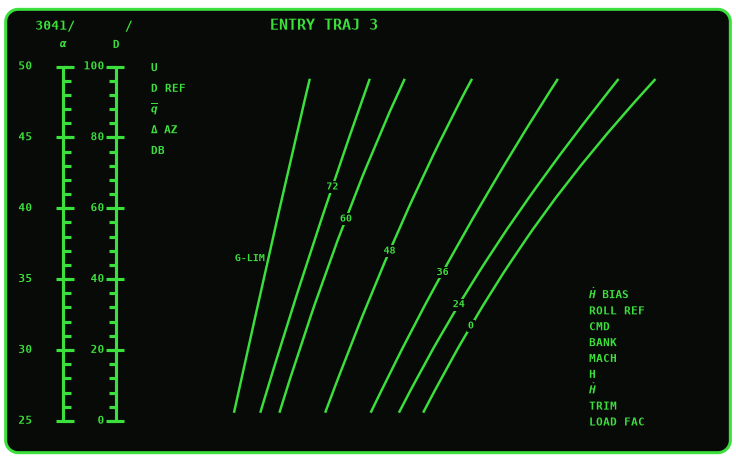 3041/ /
ENTRY TRAJ 3
α D
50 100
45 80
40 60
35 40
30 20
25 0
U
D REF
q̅
Δ AZ
DB
G-LIM
72
60
48
36
24
0
Ḣ BIAS
ROLL REF
CMD
BANK
MACH
H
Ḣ
TRIM
LOAD FAC